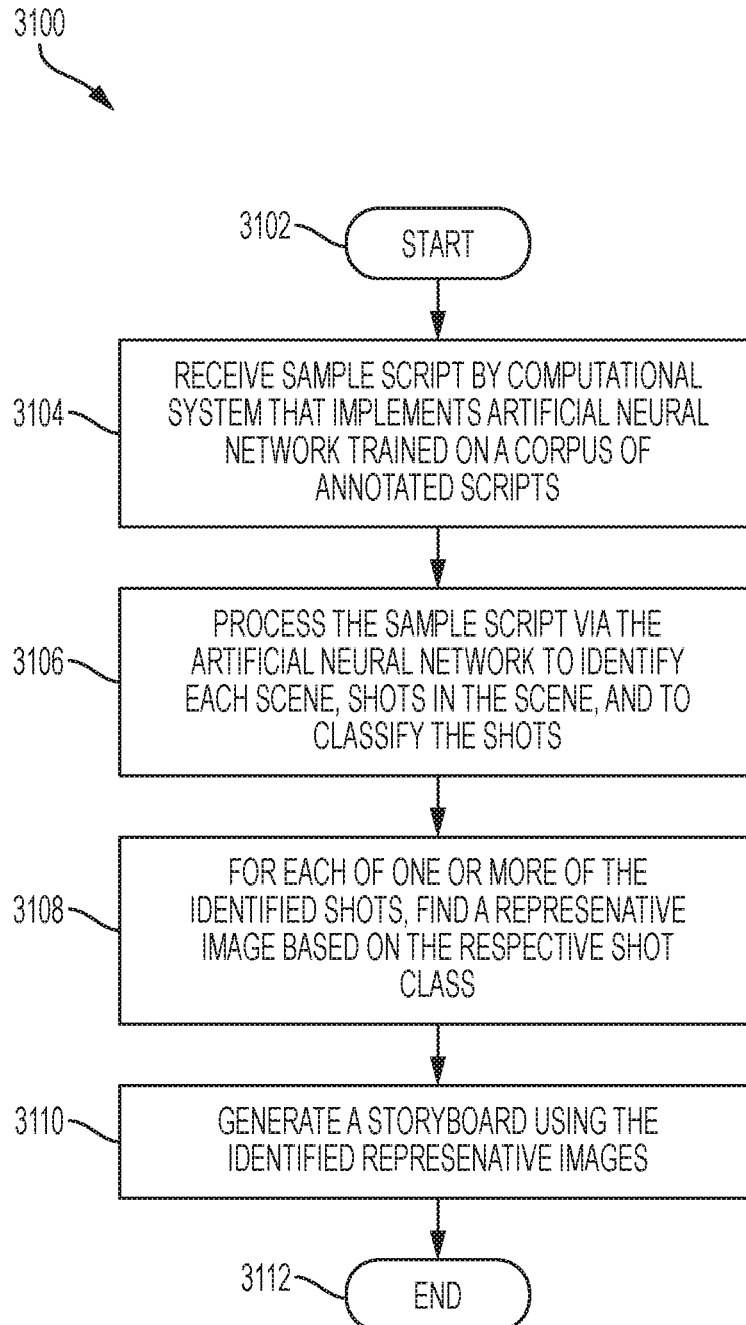 3100
3102
START
3104
RECEIVE SAMPLE SCRIPT BY COMPUTATIONAL
SYSTEM THAT IMPLEMENTS ARTIFICIAL NEURAL
NETWORK TRAINED ON A CORPUS OF
ANNOTATED SCRIPTS
3106
PROCESS THE SAMPLE SCRIPT VIA THE
ARTIFICIAL NEURAL NETWORK TO IDENTIFY
EACH SCENE, SHOTS IN THE SCENE, AND TO
CLASSIFY THE SHOTS
3108
FOR EACH OF ONE OR MORE OF THE
IDENTIFIED SHOTS, FIND A REPRESENATIVE
IMAGE BASED ON THE RESPECTIVE SHOT
CLASS
3110
GENERATE A STORYBOARD USING THE
IDENTIFIED REPRESENATIVE IMAGES
3112
END